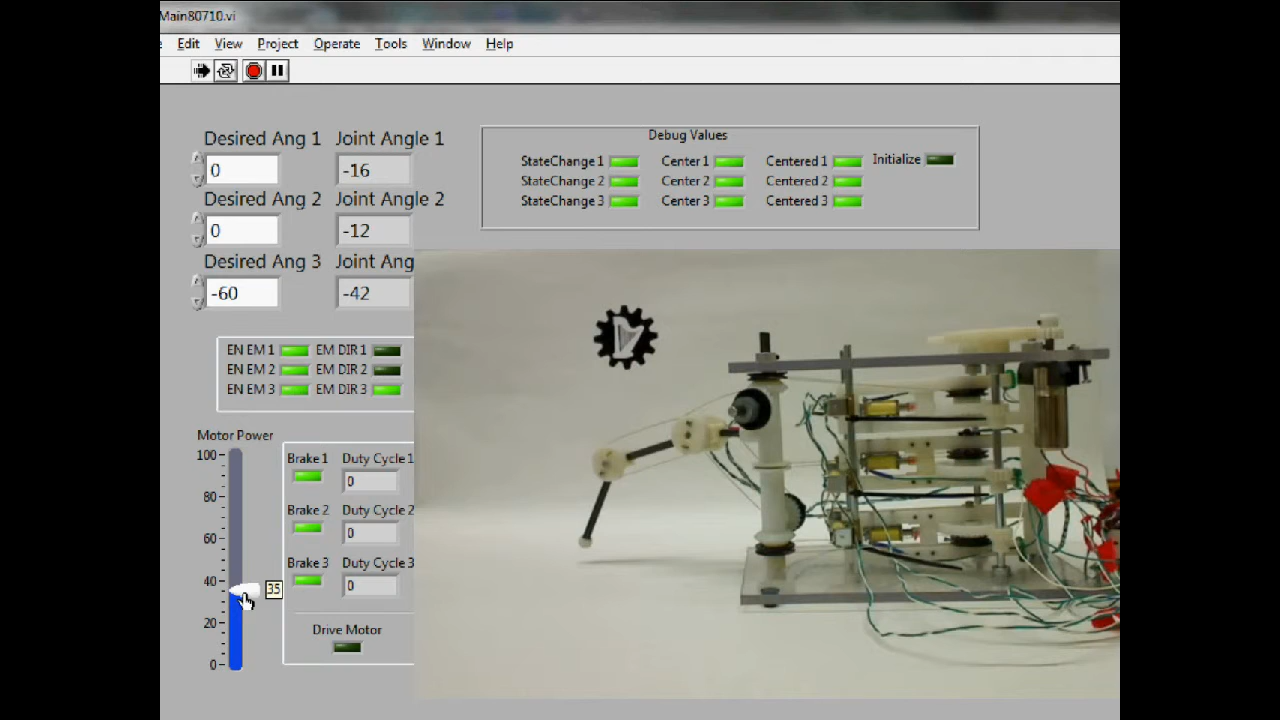 Main80710.vi
Edit View Project Operate Tools Window Help
Desired Ang 1 Joint Angle 1
0 -16
Desired Ang 2 Joint Angle 2
0 -12
Desired Ang 3 Joint Ang
-60 -42
Debug Values
StateChange 1 Center 1 Centered 1 Initialize
StateChange 2 Center 2 Centered 2
StateChange 3 Center 3 Centered 3
EN EM 1 EM DIR 1
EN EM 2 EM DIR 2
EN EM 3 EM DIR 3
Motor Power
100
80
60
40
20
0
35
Brake 1 Duty Cycle 1
0
Brake 2 Duty Cycle 2
0
Brake 3 Duty Cycle 3
0
Drive Motor